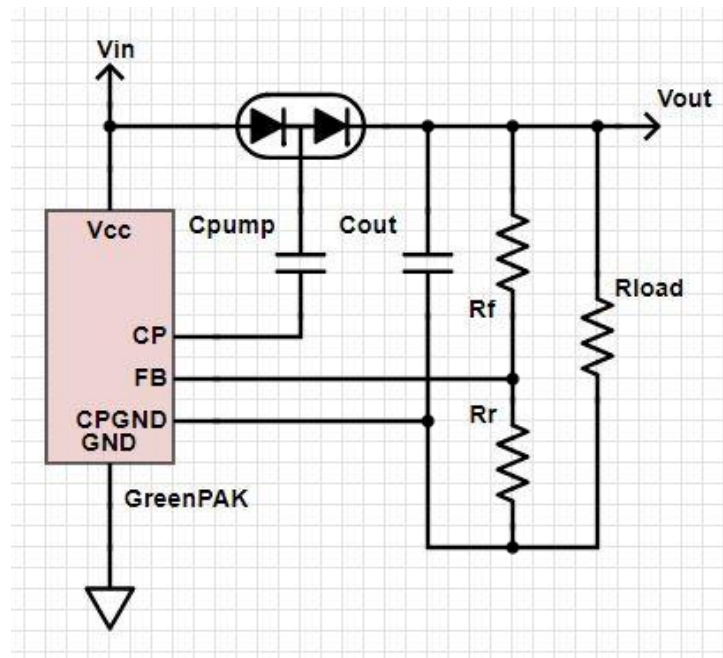 Vin
Vout
Vcc
Cpump
Cout
Rload
Rf
CP
FB
CPGND
Rr
GND
GreenPAK